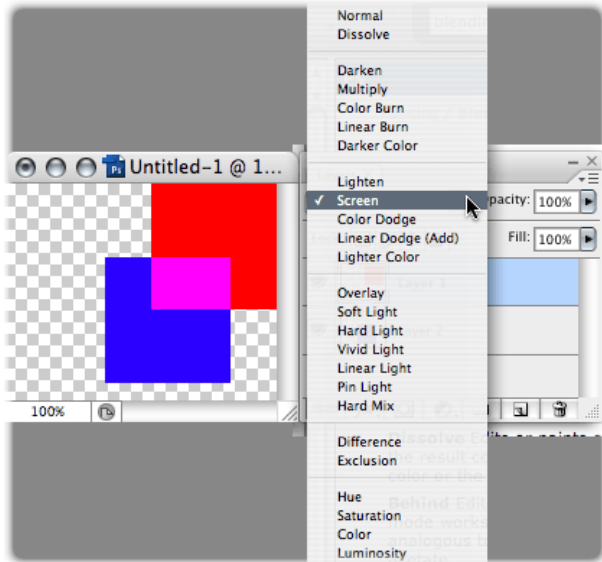 Normal
Dissolve
Darken
Multiply
Color Burn
Linear Burn
Darker Color
Untitled-1 @ 1...
Lighten
Screen
pacity: 100%
Color Dodge
Linear Dodge (Add)
Fill: 100%
Lighter Color
Layer 1
Overlay
Soft Light
Hard Light
Vivid Light
Linear Light
Pin Light
Hard Mix
100%
Difference
Exclusion
Hue
Saturation
Color
Luminosity